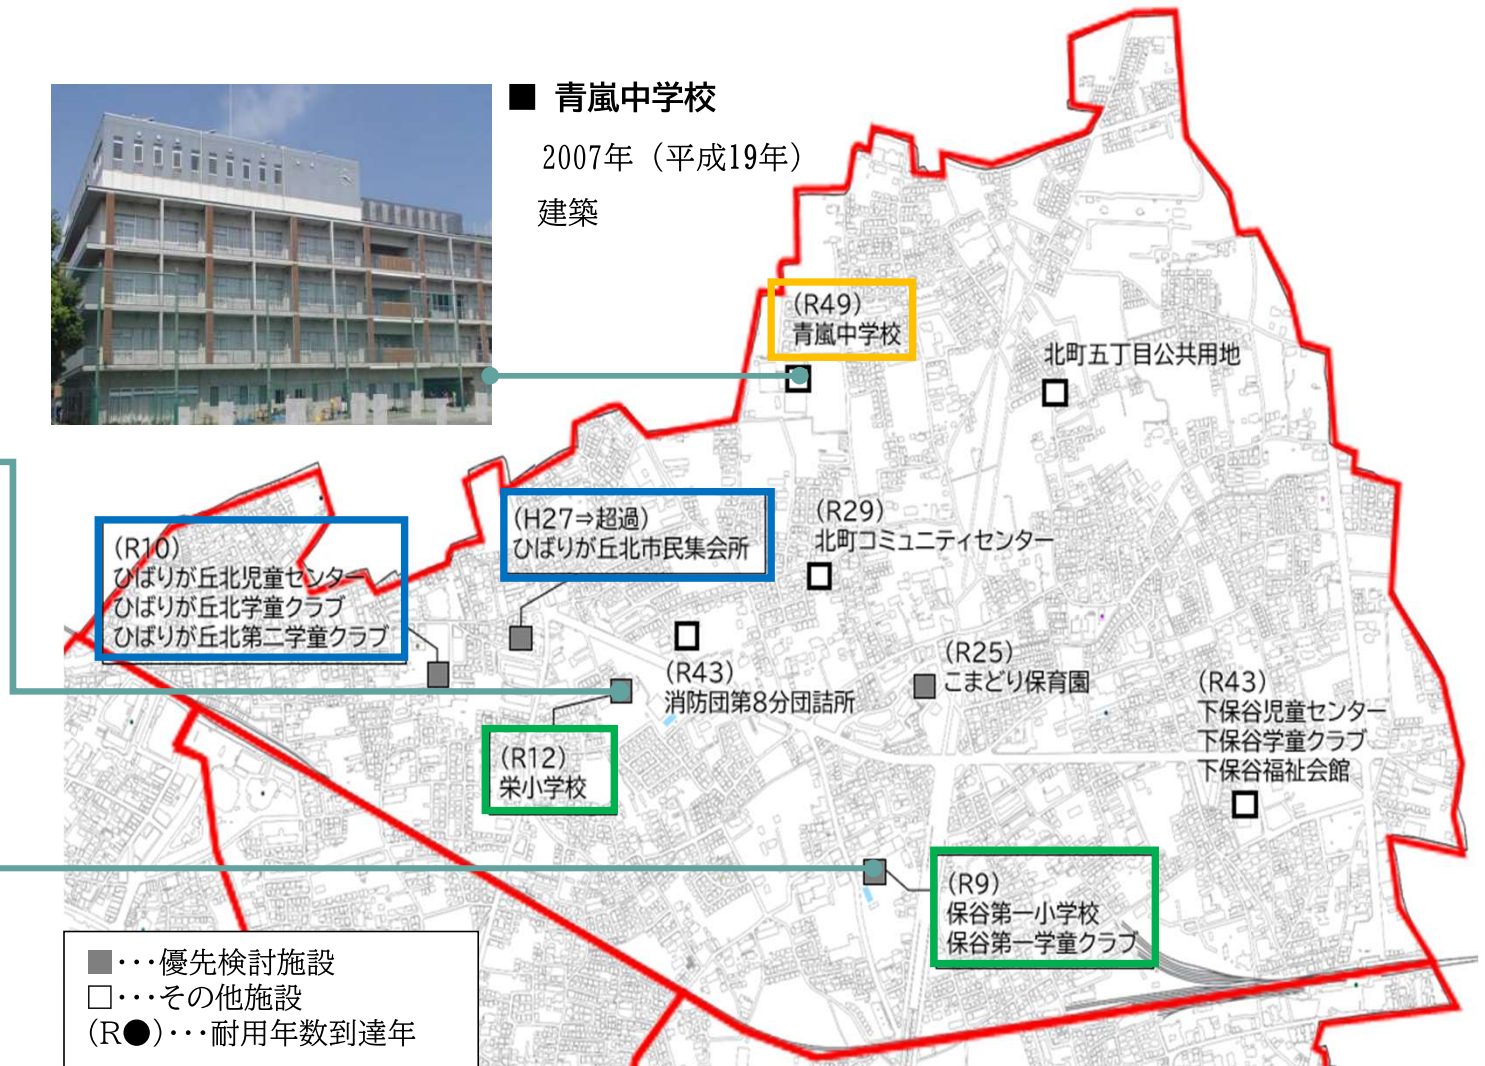 ■ 青嵐中学校
2007年（平成19年）
建築
(R49)
青嵐中学校
北町五丁目公共用地
(H27⇒超過)
ひばりが丘北市民集会所
(R29)
北町コミュニティセンター
(R10)
ひばりが丘北児童センター
ひばりが丘北学童クラブ
ひばりが丘北第二学童クラブ
(R43)
消防団第8分団詰所
(R25)
こまどり保育園
(R43)
下保谷児童センター
下保谷学童クラブ
下保谷福祉会館
(R12)
栄小学校
(R9)
保谷第一小学校
保谷第一学童クラブ
■･･･優先検討施設
□･･･その他施設
(R●)･･･耐用年数到達年